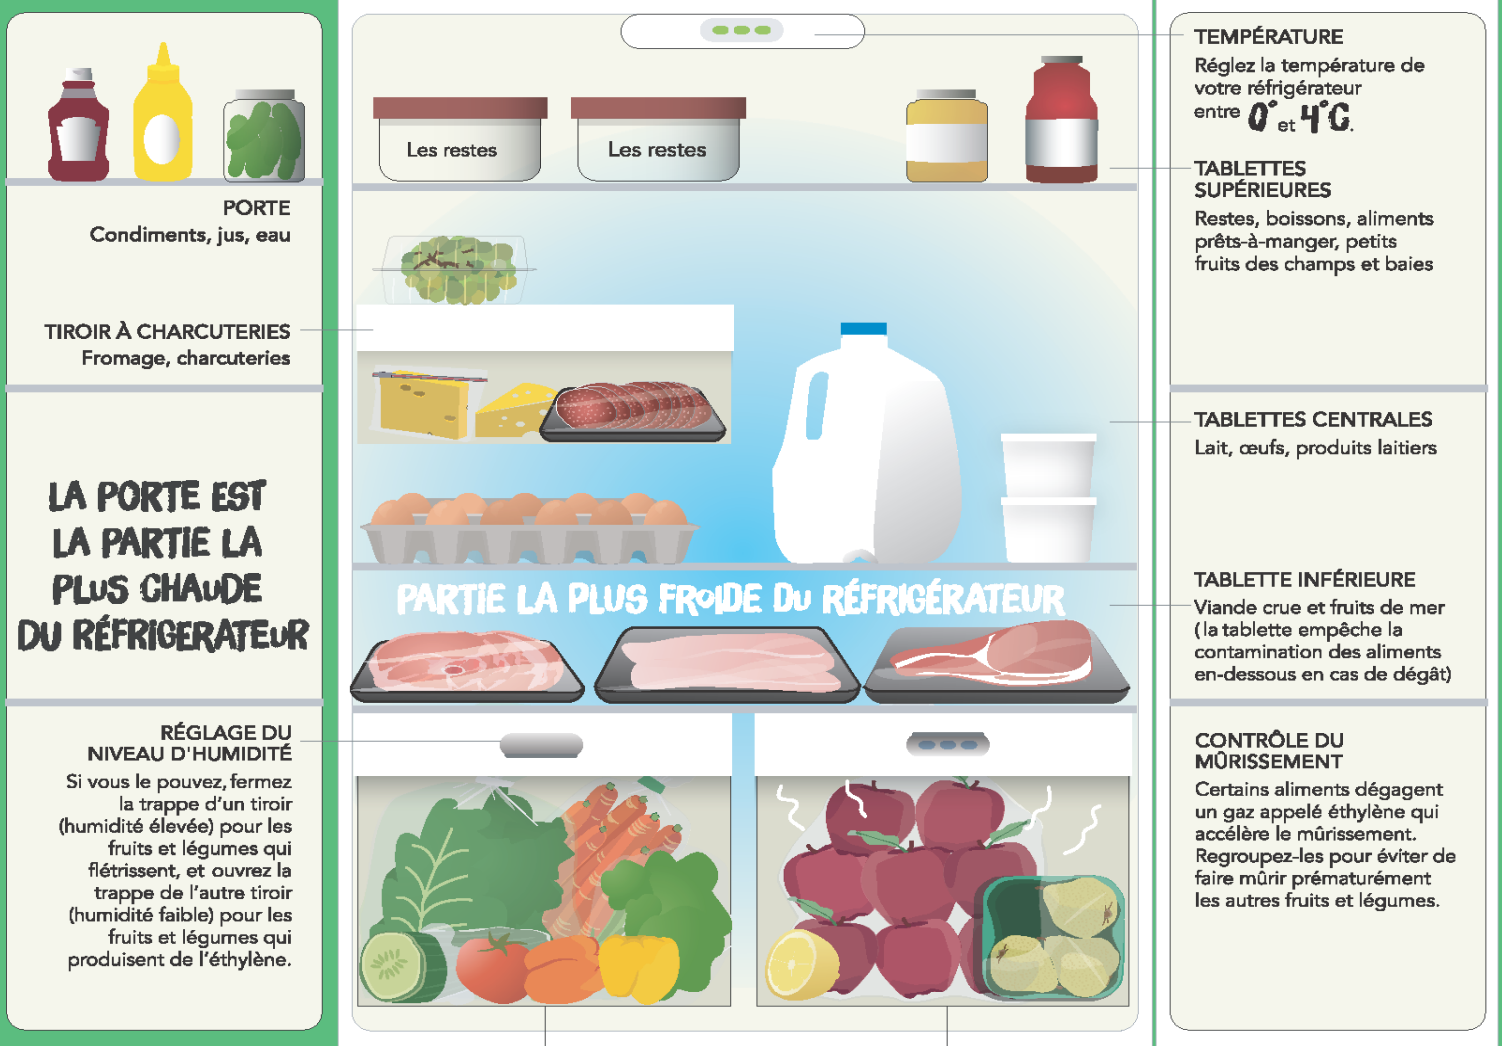 PORTE
Condiments, jus, eau
TIROIR À CHARCUTERIES
Fromage, charcuteries
LA PORTE EST
LA PARTIE LA
PLUS CHAUDE
DU RÉFRIGERATEUR
RÉGLAGE DU
NIVEAU D'HUMIDITÉ
Si vous le pouvez, fermez
la trappe d'un tiroir
(humidité élevée) pour les
fruits et légumes qui
flétrissent, et ouvrez la
trappe de l'autre tiroir
(humidité faible) pour les
fruits et légumes qui
produisent de l'éthylène.
Les restes
Les restes
PARTIE LA PLUS FROIDE DU RÉFRIGÉRATEUR
TEMPÉRATURE
Réglez la température de
votre réfrigérateur
entre 0° et 4°C.
TABLETTES
SUPÉRIEURES
Restes, boissons, aliments
prêts-à-manger, petits
fruits des champs et baies
TABLETTES CENTRALES
Lait, œufs, produits laitiers
TABLETTE INFÉRIEURE
Viande crue et fruits de mer
(la tablette empêche la
contamination des aliments
en-dessous en cas de dégât)
CONTRÔLE DU
MÛRISSEMENT
Certains aliments dégagent
un gaz appelé éthylène qui
accélère le mûrissement.
Regroupez-les pour éviter de
faire mûrir prématurément
les autres fruits et légumes.